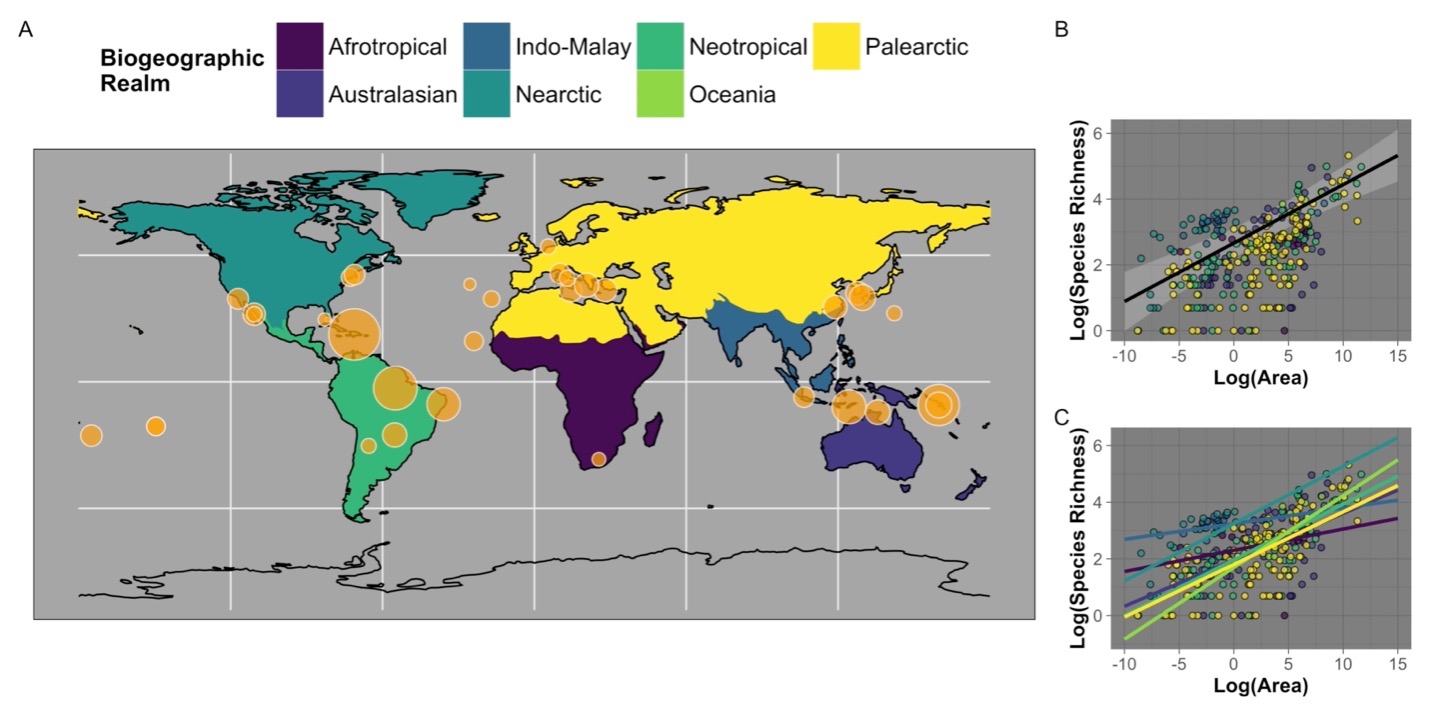 A
Biogeographic
Realm
Afrotropical
Indo-Malay
Neotropical
Palearctic
Australasian
Nearctic
Oceania
B
Log(Species Richness)
6
4
2
0
-10 -5 0 5 10 15
Log(Area)
C
Log(Species Richness)
6
4
2
0
-10 -5 0 5 10 15
Log(Area)